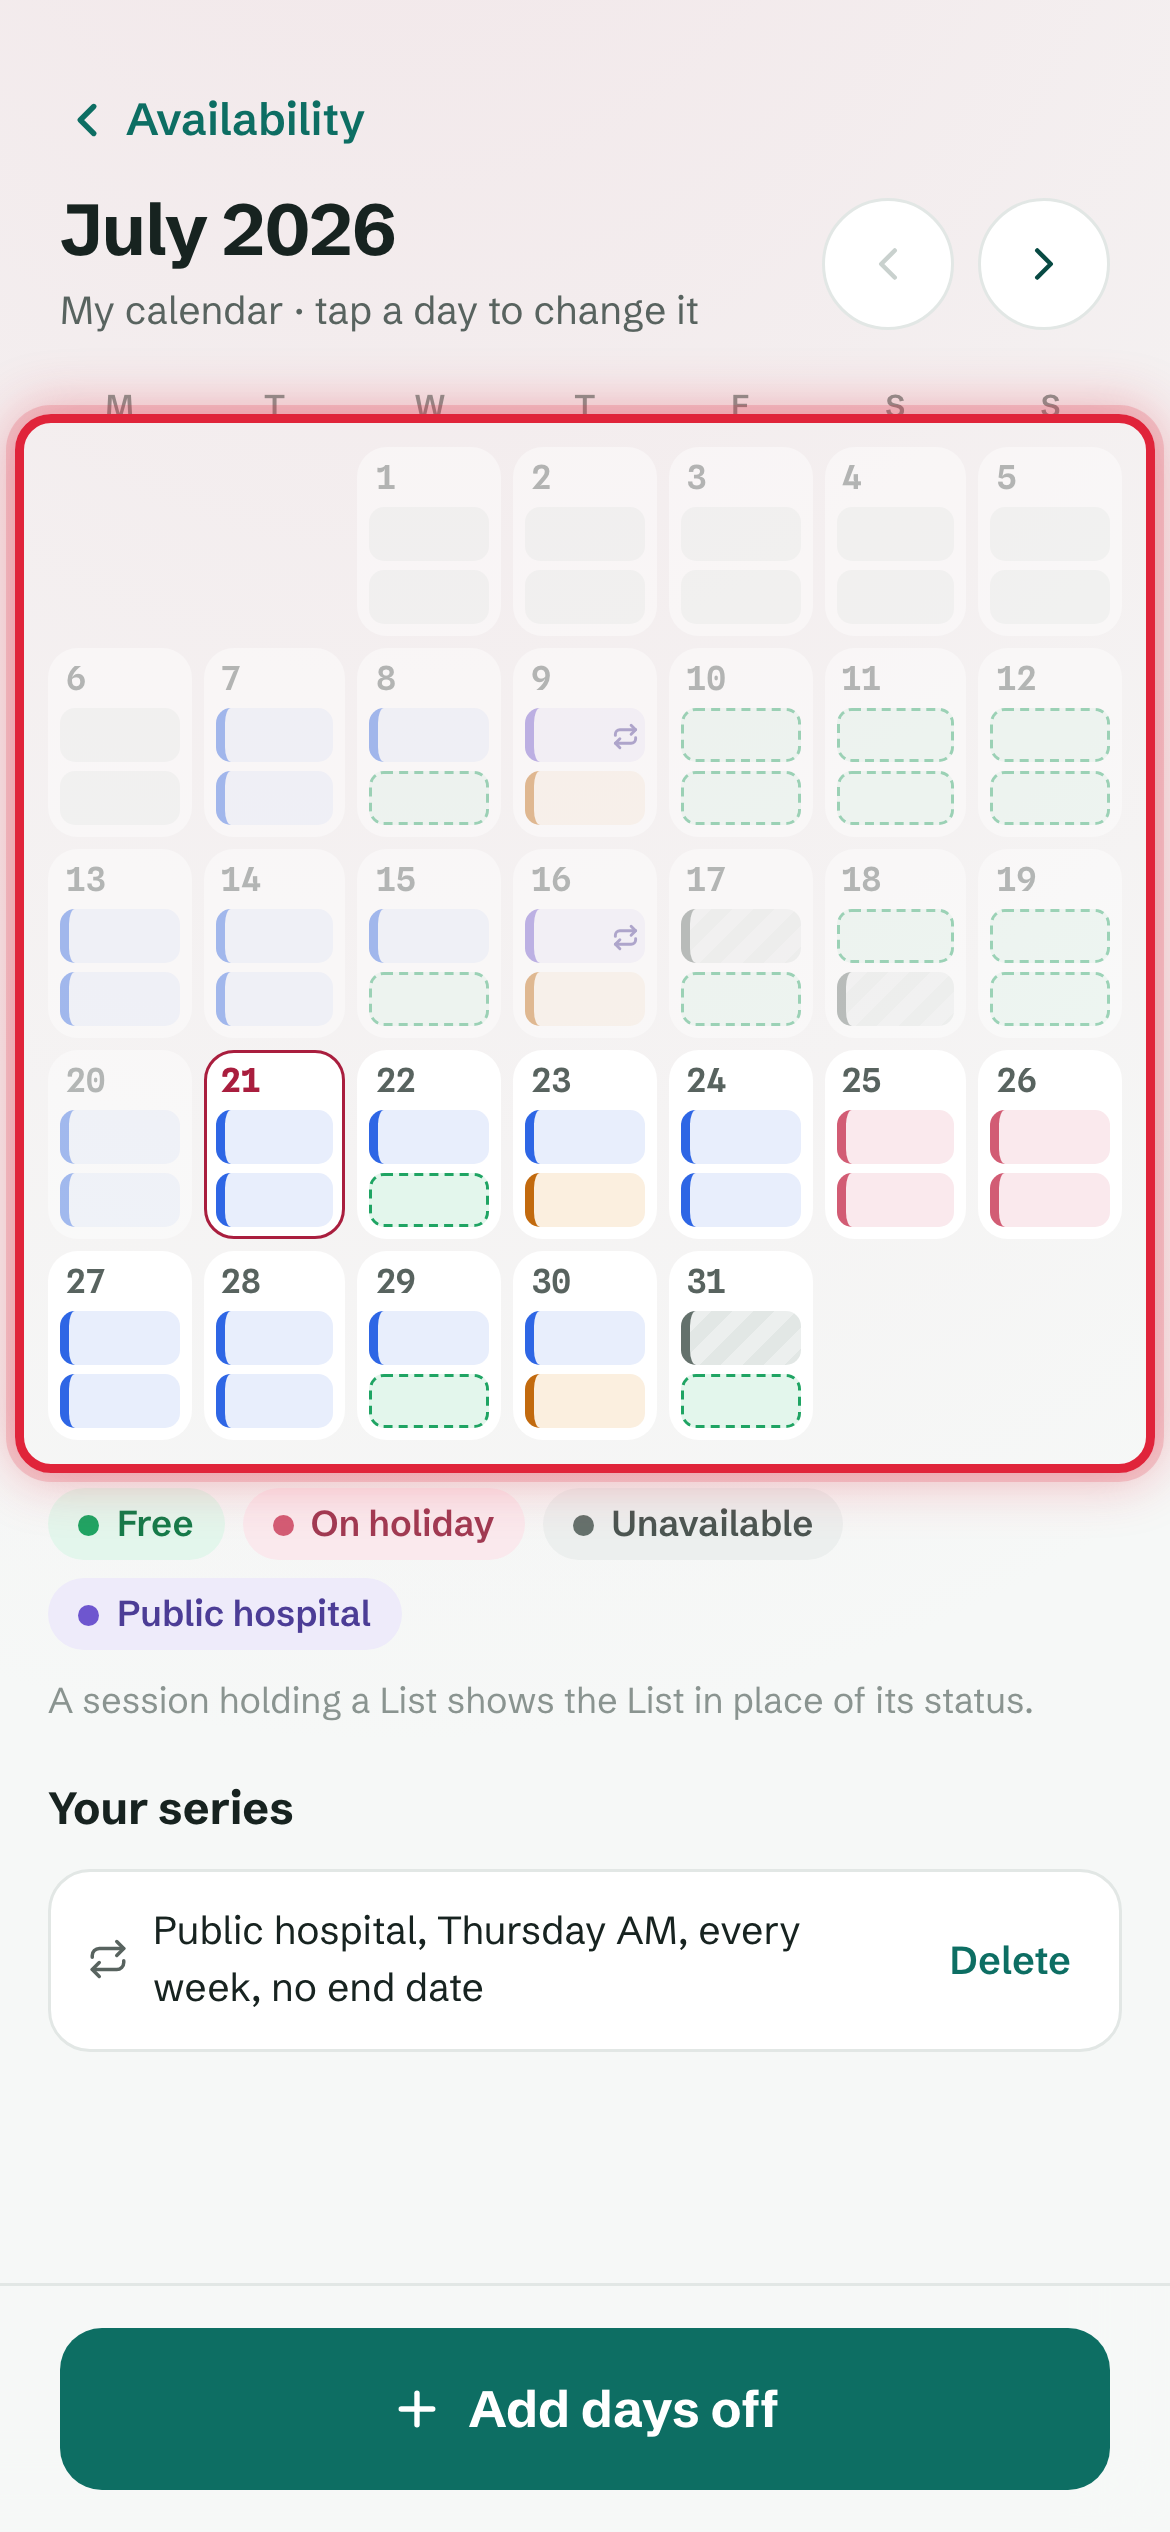 Availability
July 2026
My calendar · tap a day to change it
M T W T F S S
1 2 3 4 5
6 7 8 9 10 11 12
13 14 15 16 17 18 19
20 21 22 23 24 25 26
27 28 29 30 31
Free On holiday Unavailable
Public hospital
A session holding a List shows the List in place of its status.
Your series
Public hospital, Thursday AM, every
week, no end date
Delete
+ Add days off